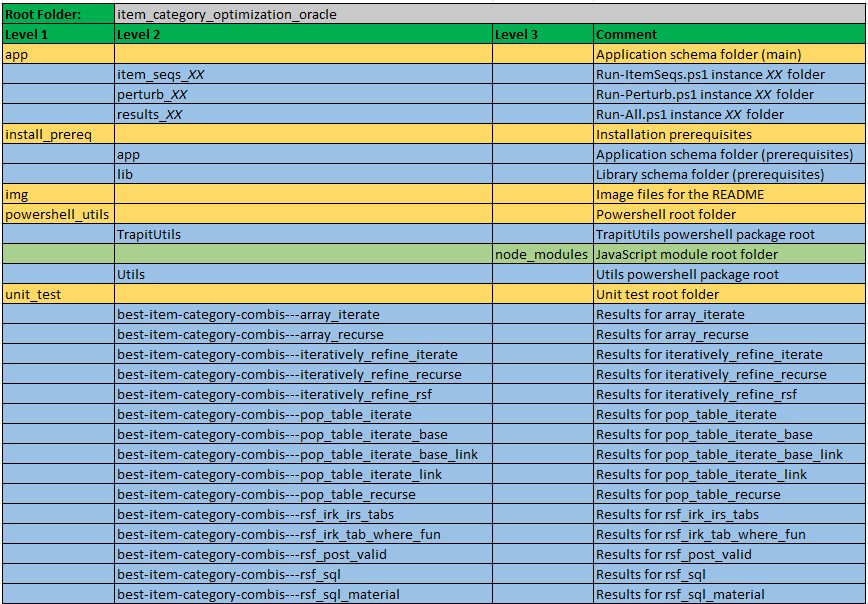 Root Folder: item_category_optimization_oracle
Level 1 Level 2 Level 3 Comment
app Application schema folder (main)
item_seqs_XX Run-ItemSeqs.ps1 instance XX folder
perturb_XX Run-Perturb.ps1 instance XX folder
results_XX Run-All.ps1 instance XX folder
install_prereq Installation prerequisites
app Application schema folder (prerequisites)
lib Library schema folder (prerequisites)
img Image files for the README
powershell_utils Powershell root folder
TrapitUtils TrapitUtils powershell package root
node_modules JavaScript module root folder
Utils Utils powershell package root
unit_test Unit test root folder
best-item-category-combis---array_iterate Results for array_iterate
best-item-category-combis---array_recurse Results for array_recurse
best-item-category-combis---iteratively_refine_iterate Results for iteratively_refine_iterate
best-item-category-combis---iteratively_refine_recurse Results for iteratively_refine_recurse
best-item-category-combis---iteratively_refine_rsf Results for iteratively_refine_rsf
best-item-category-combis---pop_table_iterate Results for pop_table_iterate
best-item-category-combis---pop_table_iterate_base Results for pop_table_iterate_base
best-item-category-combis---pop_table_iterate_base_link Results for pop_table_iterate_base_link
best-item-category-combis---pop_table_iterate_link Results for pop_table_iterate_link
best-item-category-combis---pop_table_recurse Results for pop_table_recurse
best-item-category-combis---rsf_irk_irs_tabs Results for rsf_irk_irs_tabs
best-item-category-combis---rsf_irk_tab_where_fun Results for rsf_irk_tab_where_fun
best-item-category-combis---rsf_post_valid Results for rsf_post_valid
best-item-category-combis---rsf_sql Results for rsf_sql
best-item-category-combis---rsf_sql_material Results for rsf_sql_material